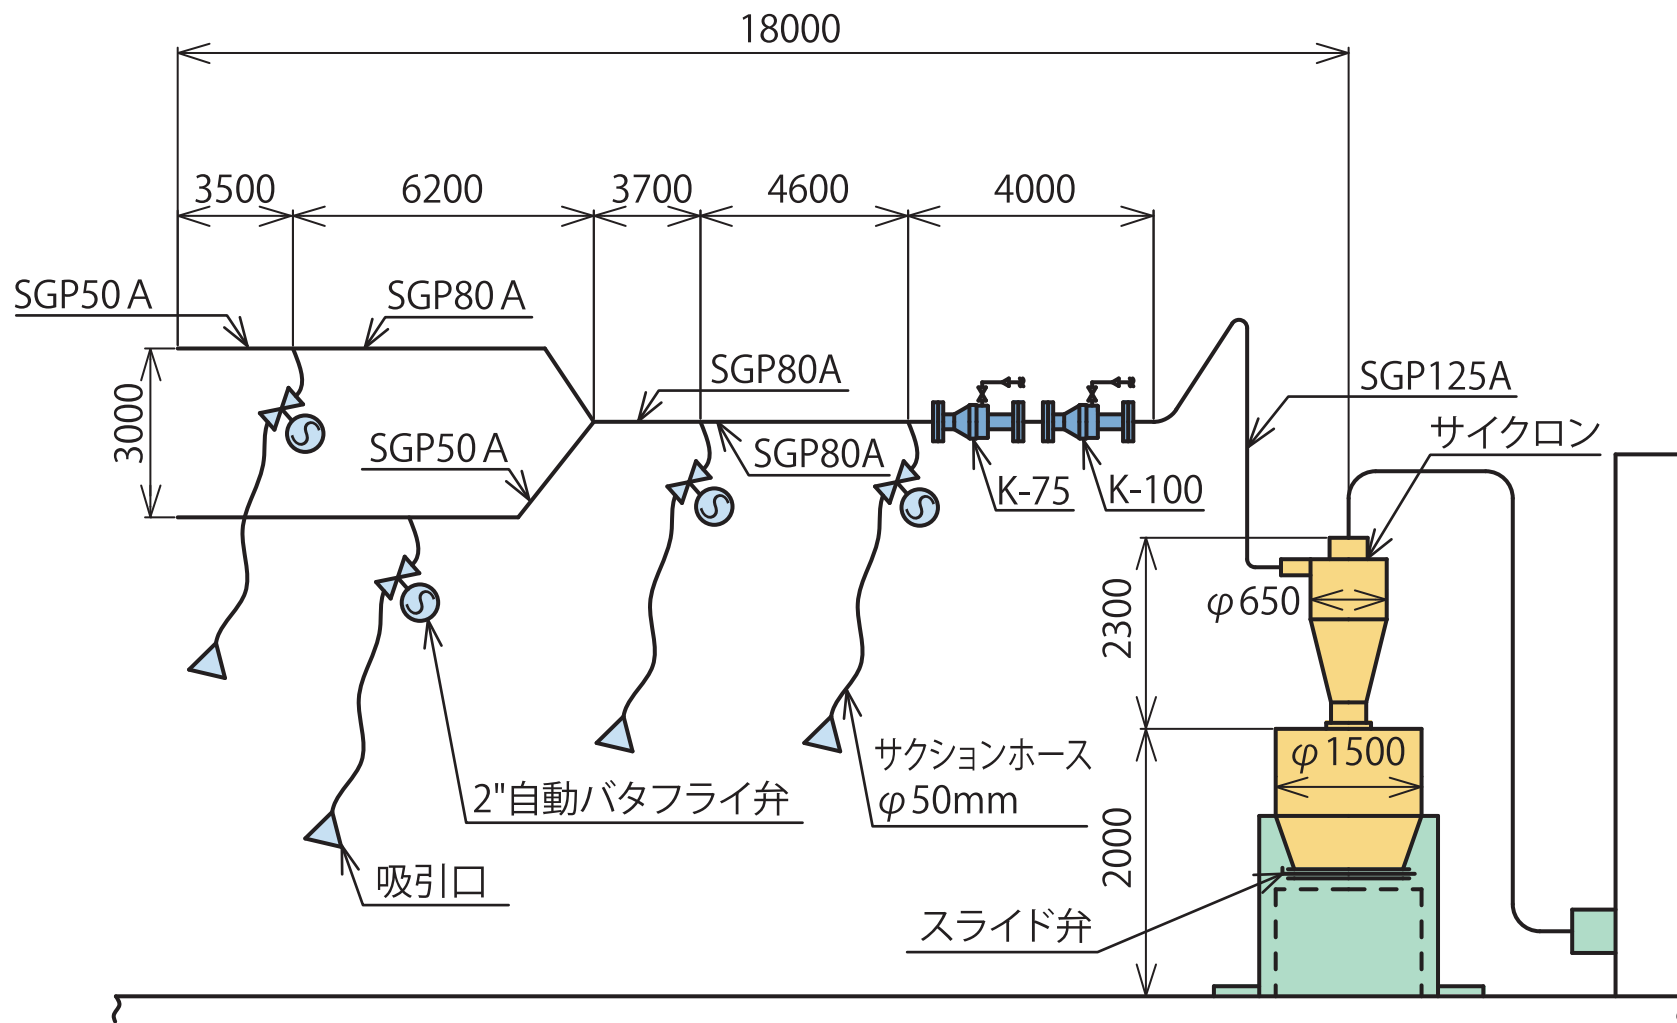 18000
3500
6200
3700
4600
4000
SGP50 A
SGP80 A
3000
SGP80A
SGP125A
サイクロン
SGP50 A
SGP80A
K-75
K-100
φ650
2300
φ1500
サクションホース
φ50mm
2"自動バタフライ弁
2000
吸引口
スライド弁